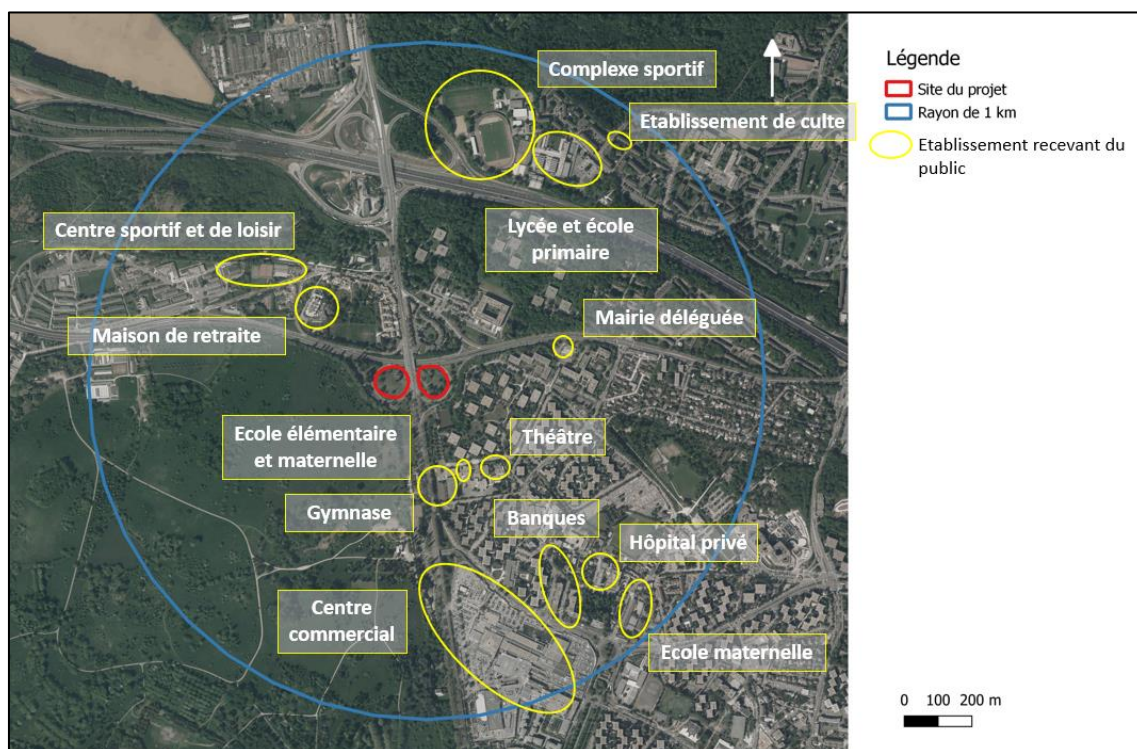 Complexe sportif
Etablissement de culte
Centre sportif et de loisir
Lycée et école
primaire
Maison de retraite
Mairie déléguée
Ecole élémentaire
et maternelle
Théâtre
Gymnase
Banques
Hôpital privé
Centre
commercial
Ecole maternelle
Légende
Site du projet
Rayon de 1 km
Etablissement recevant du
public
0 100 200 m